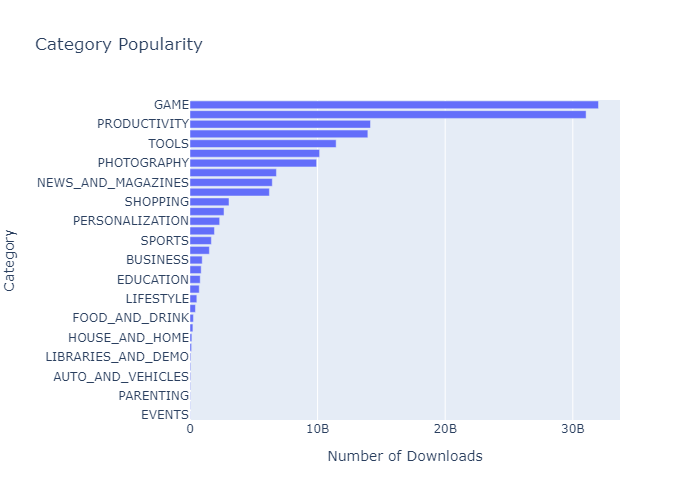 Category Popularity
GAME
PRODUCTIVITY
TOOLS
PHOTOGRAPHY
NEWS_AND_MAGAZINES
SHOPPING
PERSONALIZATION
SPORTS
BUSINESS
EDUCATION
LIFESTYLE
FOOD_AND_DRINK
HOUSE_AND_HOME
LIBRARIES_AND_DEMO
AUTO_AND_VEHICLES
PARENTING
EVENTS
Category
0 10B 20B 30B
Number of Downloads